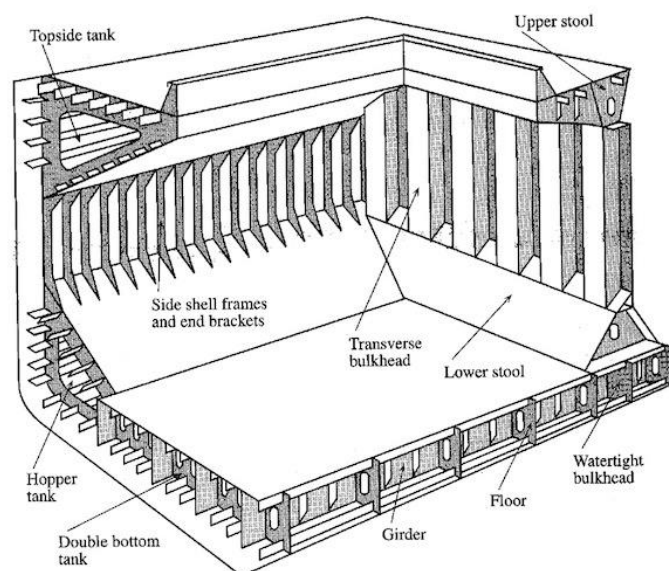 Topside tank
Upper stool
Side shell frames
and end brackets
Transverse
bulkhead
Lower stool
Hopper
tank
Double bottom
tank
Girder
Floor
Watertight
bulkhead